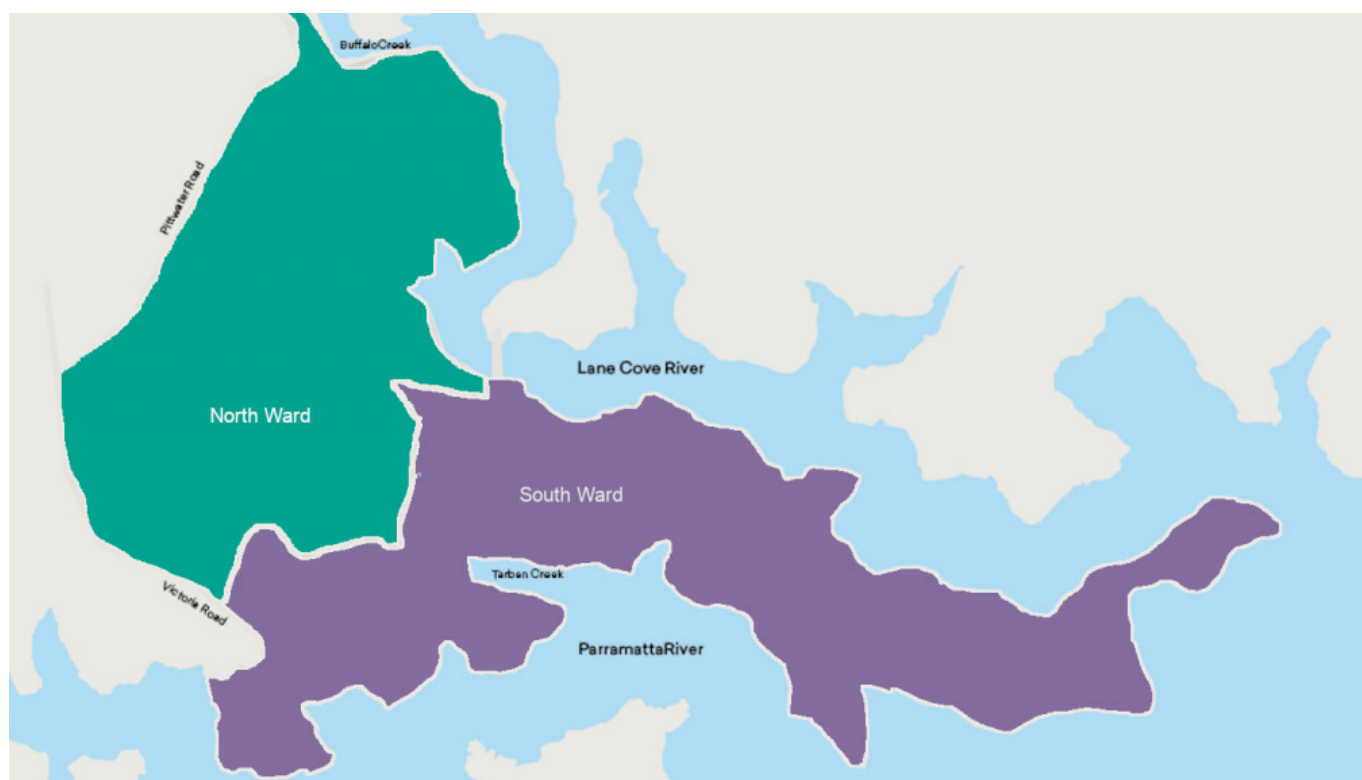 BuffaloCreek
Pittwater Road
Lane Cove River
North Ward
South Ward
Tarban Creek
Victoria Road
ParramattaRiver